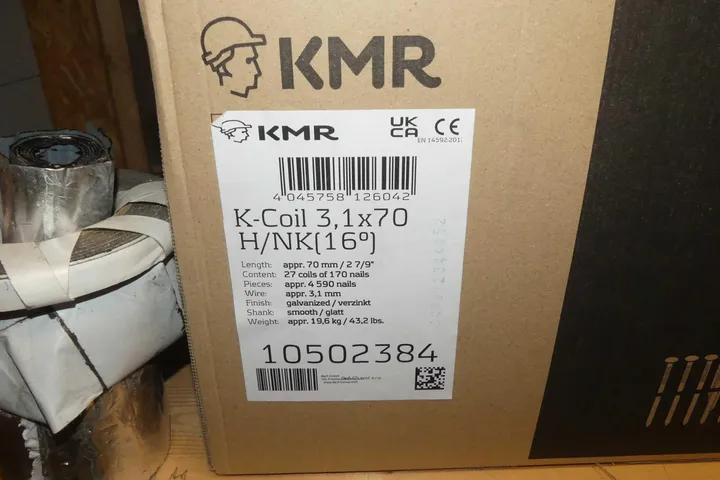 KMR
KMR
UK
CA CE
EN 14592:201
4 045758 126042
K-Coil 3,1x70
H/NK(16º)
Length: appr. 70 mm / 2 7/9"
Content: 27 coils of 170 nails
Pieces: appr. 4 590 nails
Wire: appr. 3,1 mm
Finish: galvanized / verzinkt
Shank: smooth / glatt
Weight: appr. 19,6 kg / 43,2 lbs.
10502384